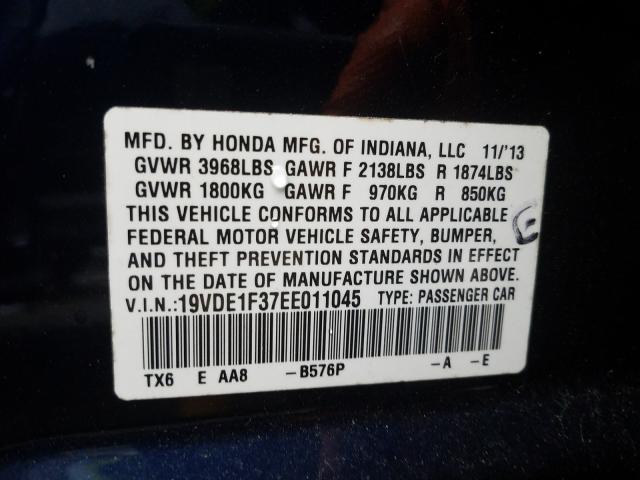 MFD. BY HONDA MFG. OF INDIANA, LLC 11/'13
GVWR 3968LBS GAWR F 2138LBS R 1874LBS
GVWR 1800KG GAWR F 970KG R 850KG
THIS VEHICLE CONFORMS TO ALL APPLICABLE
FEDERAL MOTOR VEHICLE SAFETY, BUMPER,
AND THEFT PREVENTION STANDARDS IN EFFECT
ON THE DATE OF MANUFACTURE SHOWN ABOVE.
V.I.N.:19VDE1F37EE011045 TYPE: PASSENGER CAR
TX6 E AA8 -B576P -A -E